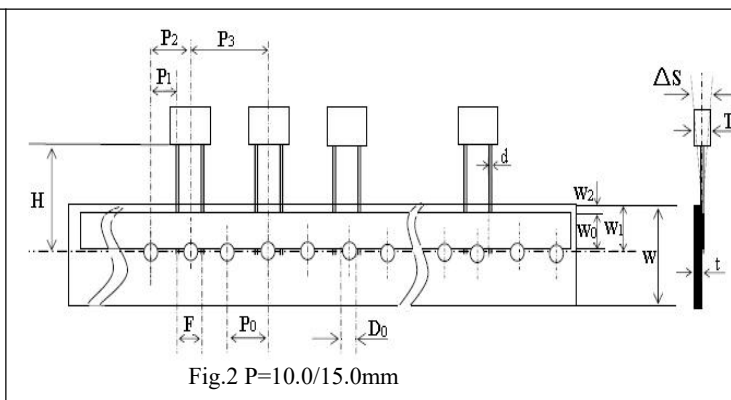 P₂ P₃
P₁
ΔS
T
d
H
W₂
W₀ W₁
W
t
F P₀ D₀
Fig.2 P=10.0/15.0mm